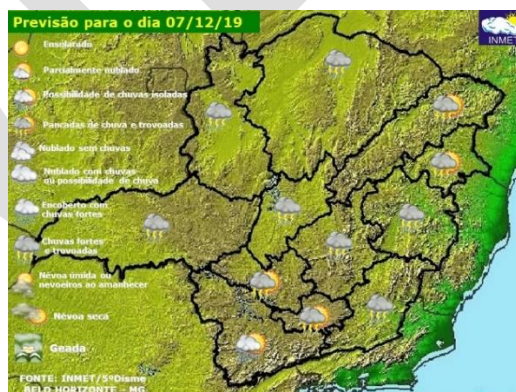 Previsão para o dia 07/12/19
INMET
Ensolarado
Parcialmente nublado
Possibilidade de chuvas isoladas
Pancadas de chuva e trovoadas
Nublado sem chuvas
Nublado com chuvas
ou possibilidade de chuva
Encoberto com
chuvas fortes
Chuvas fortes
e trovoadas
Névoa úmida ou
nevoeiros ao amanhecer
Névoa seca
Geada
FONTE: INMET/5ºDisme
BELO HORIZONTE - MG